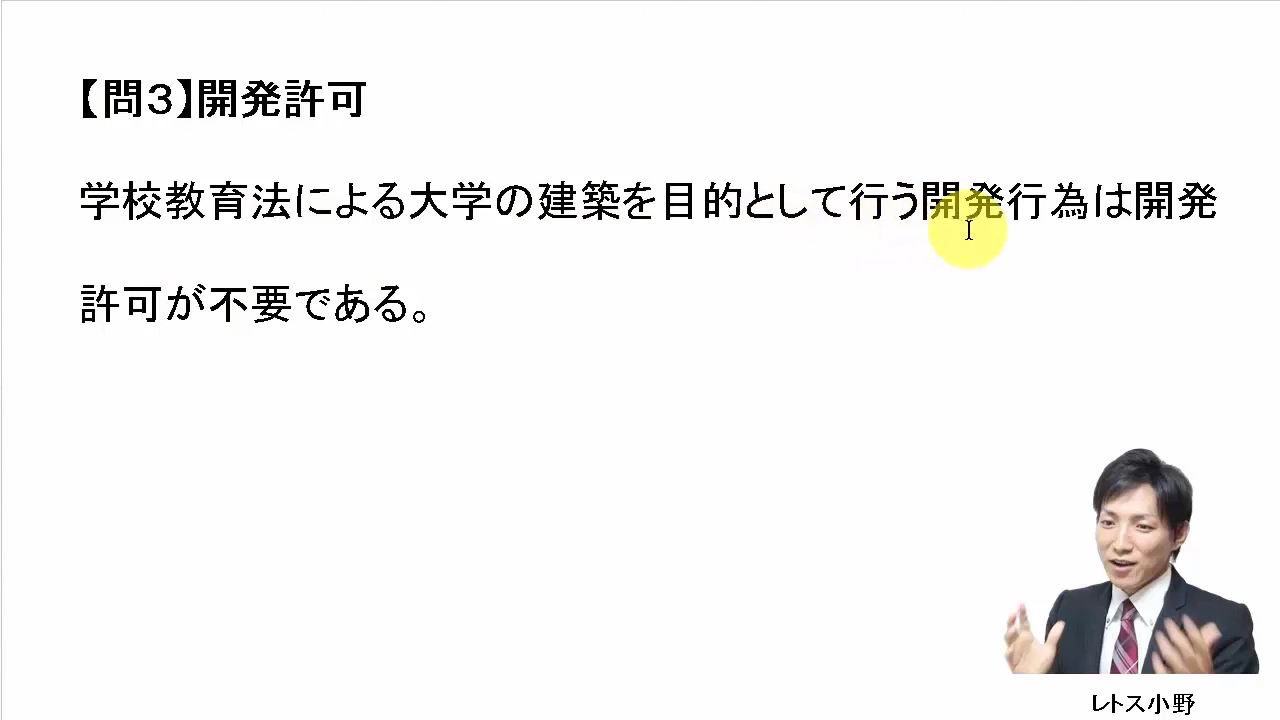 【問３】開発許可
学校教育法による大学の建築を目的として行う開発行為は開発
許可が不要である。
レトス小野